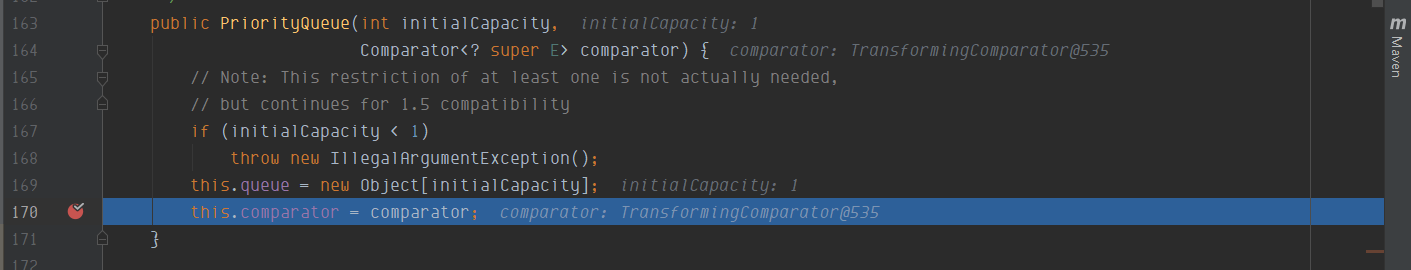 162
163 public PriorityQueue(int initialCapacity, initialCapacity: 1
164 Comparator<? super E> comparator) { comparator: TransformingComparator@535
165 // Note: This restriction of at least one is not actually needed,
166 // but continues for 1.5 compatibility
167 if (initialCapacity < 1)
168 throw new IllegalArgumentException();
169 this.queue = new Object[initialCapacity]; initialCapacity: 1
170 this.comparator = comparator; comparator: TransformingComparator@535
171 }
172
m Maven